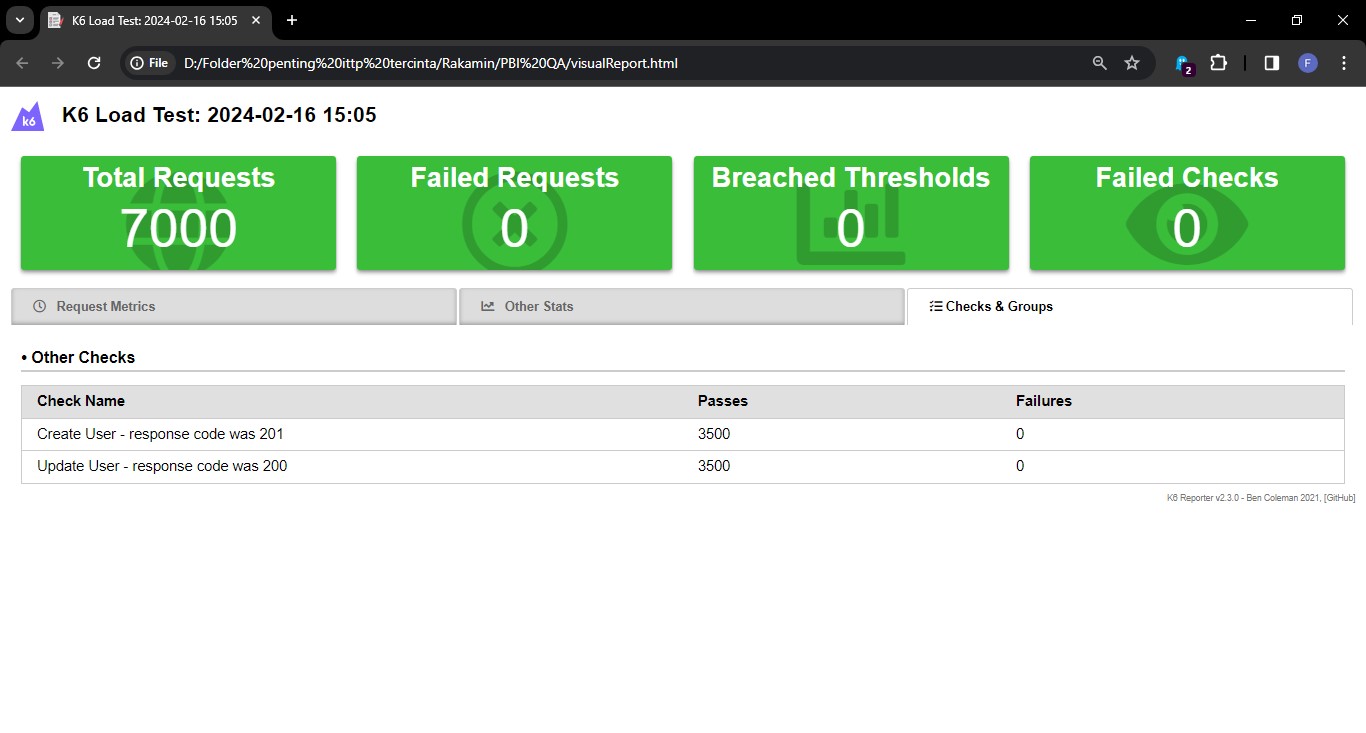 K6 Load Test: 2024-02-16 15:05
File D:/Folder%20penting%20ittp%20tercinta/Rakamin/PBI%20QA/visualReport.html 2 F
k6 K6 Load Test: 2024-02-16 15:05
Total Requests
7000
Failed Requests
0
Breached Thresholds
0
Failed Checks
0
Request Metrics
Other Stats
Checks & Groups
• Other Checks
Check Name Passes Failures
Create User - response code was 201 3500 0
Update User - response code was 200 3500 0
K6 Reporter v2.3.0 - Ben Coleman 2021, [GitHub]